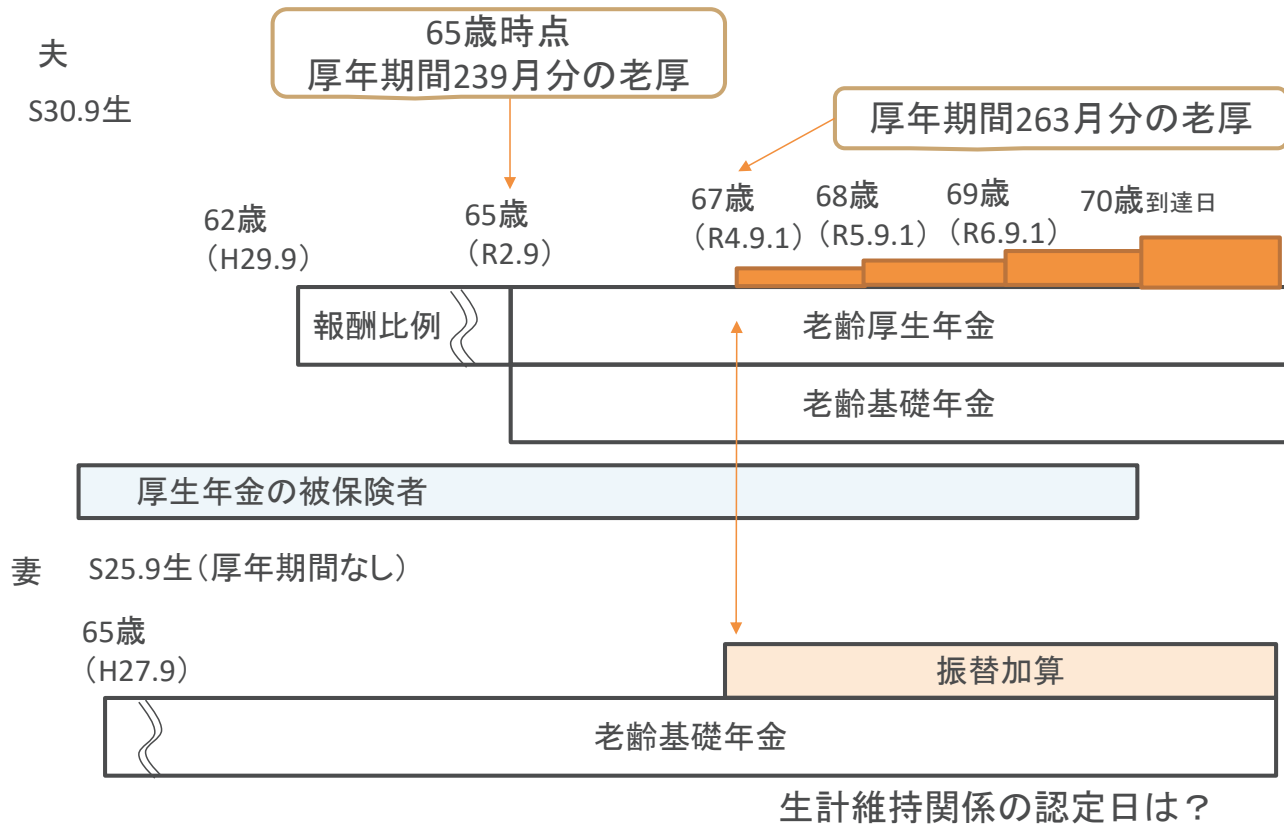 夫
S30.9生
65歳時点
厚年期間239月分の老厚
厚年期間263月分の老厚
62歳
（H29.9）
65歳
（R2.9）
67歳
（R4.9.1）
68歳
（R5.9.1）
69歳
（R6.9.1）
70歳到達日
報酬比例
老齢厚生年金
老齢基礎年金
厚生年金の被保険者
妻
S25.9生（厚年期間なし）
65歳
（H27.9）
振替加算
老齢基礎年金
生計維持関係の認定日は？